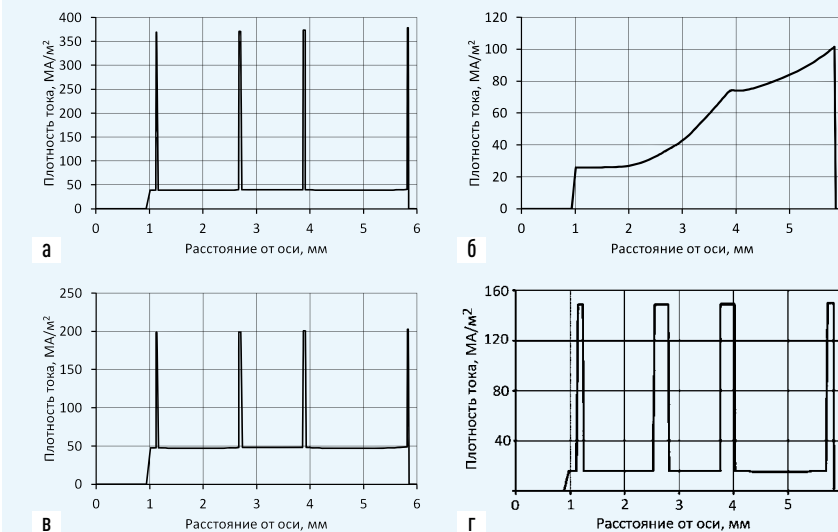 Плотность тока, МА/м²
400
350
300
250
200
150
100
50
0
0 1 2 3 4 5 6
Расстояние от оси, мм
а
Плотность тока, МА/м²
120
100
80
60
40
20
0
0 1 2 3 4 5
Расстояние от оси, мм
б
Плотность тока, МА/м²
250
200
150
100
50
0
0 1 2 3 4 5 6
Расстояние от оси, мм
в
Плотность тока, МА/м²
160
120
80
40
0 1 2 3 4 5
Расстояние от оси, мм
г